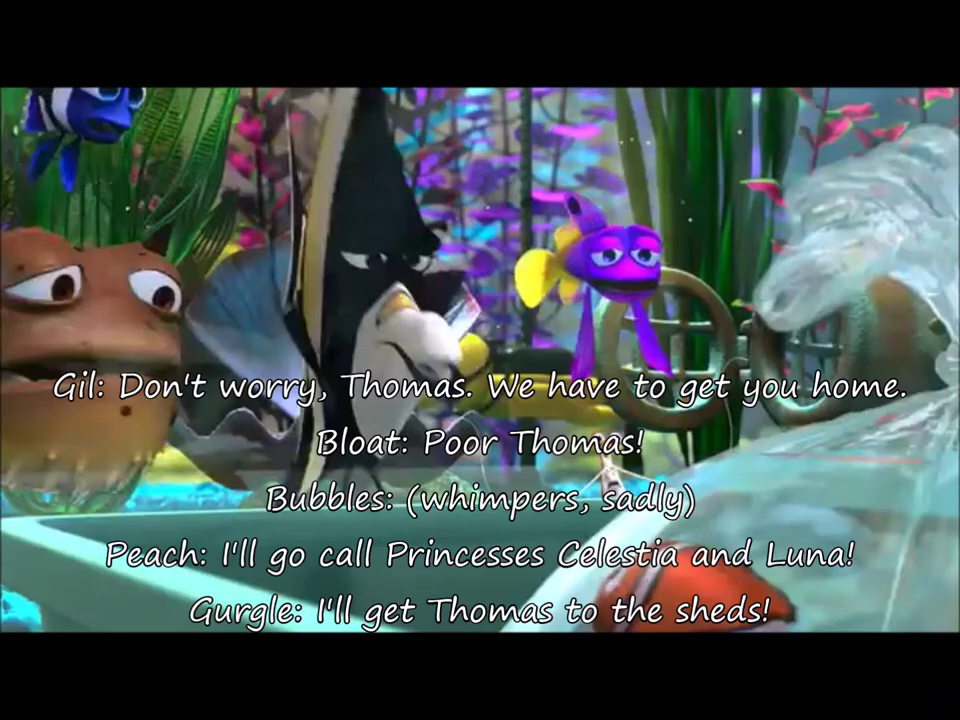 Gil: Don't worry, Thomas. We have to get you home.
Bloat: Poor Thomas!
Bubbles: (whimpers, sadly)
Peach: I'll go call Princesses Celestia and Luna!
Gurgle: I'll get Thomas to the sheds!